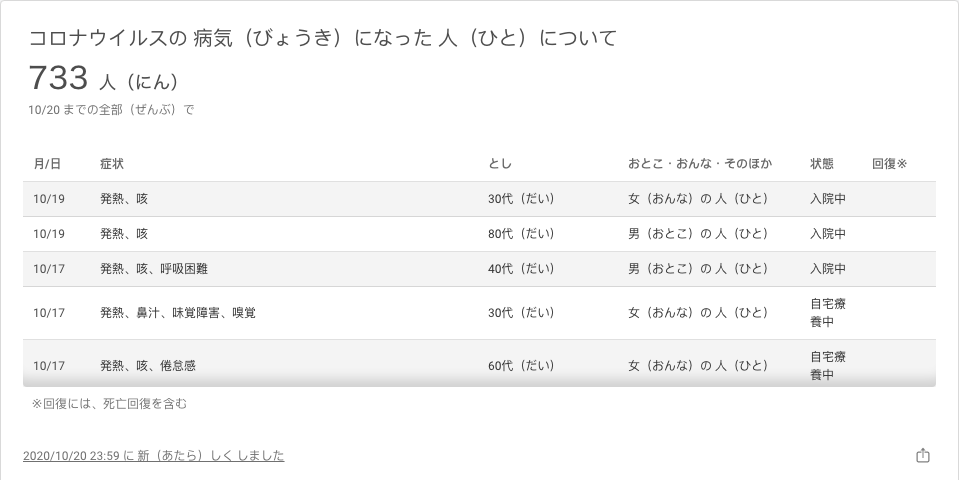 コロナウイルスの 病気（びょうき）になった 人（ひと）について
733 人（にん）
10/20 までの全部（ぜんぶ）で
月/日 症状 とし おとこ・おんな・そのほか 状態 回復※
10/19 発熱、咳 30代（だい） 女（おんな）の 人（ひと） 入院中
10/19 発熱、咳 80代（だい） 男（おとこ）の 人（ひと） 入院中
10/17 発熱、咳、呼吸困難 40代（だい） 男（おとこ）の 人（ひと） 入院中
10/17 発熱、鼻汁、味覚障害、嗅覚 30代（だい） 女（おんな）の 人（ひと） 自宅療
養中
10/17 発熱、咳、倦怠感 60代（だい） 女（おんな）の 人（ひと） 自宅療
養中
※回復には、死亡回復を含む
2020/10/20 23:59 に 新（あたら）しく しました